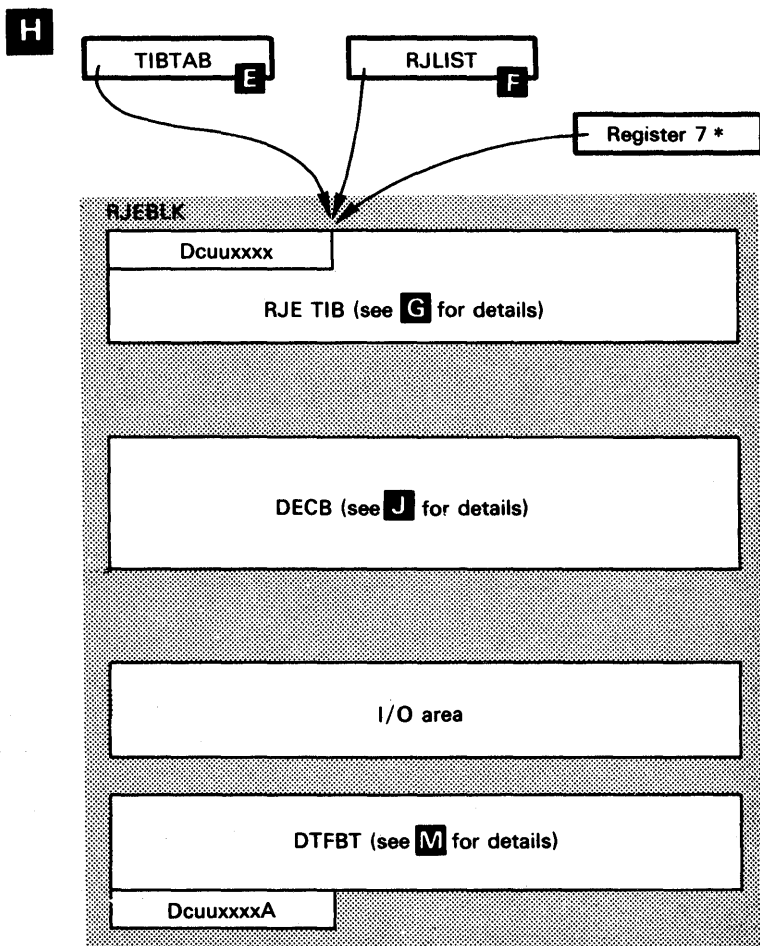 H
TIBTAB
E
RJLIST
F
Register 7 *
RJEBLK
Dcuuxxxx
RJE TIB (see G for details)
DECB (see J for details)
I/O area
DTFBT (see M for details)
DcuuxxxxA